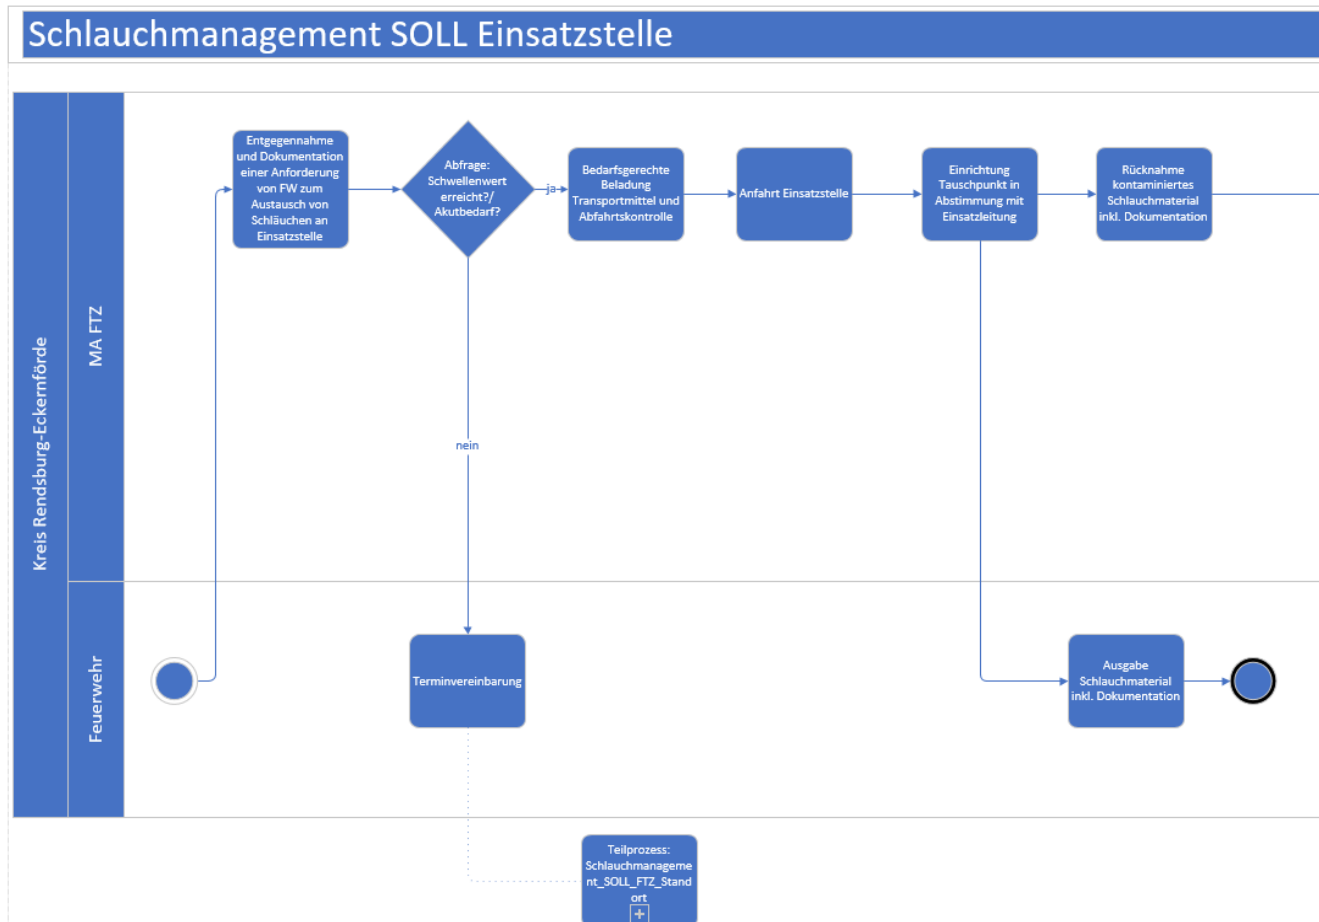 Schlauchmanagement SOLL Einsatzstelle
Kreis Rendsburg-Eckernförde
MA FTZ
Entgegennahme
und Dokumentation
einer Anforderung
von FW zum
Austausch von
Schläuchen an
Einsatzstelle
Abfrage:
Schwellenwert
erreicht?/
Akutbedarf?
ja
Bedarfsgerechte
Beladung
Transportmittel und
Abfahrtskontrolle
Anfahrt Einsatzstelle
Einrichtung
Tauschpunkt in
Abstimmung mit
Einsatzleitung
Rücknahme
kontaminiertes
Schlauchmaterial
inkl. Dokumentation
nein
Feuerwehr
Terminvereinbarung
Ausgabe
Schlauchmaterial
inkl. Dokumentation
Teilprozess:
Schlauchmanageme
nt_SOLL_FTZ_Stand
ort